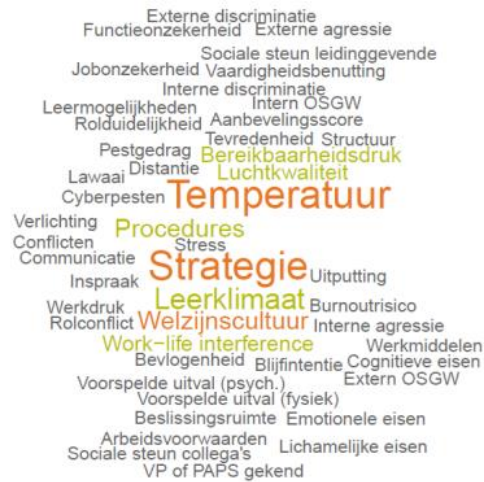 Externe discriminatie
Functieonzekerheid Externe agressie
Sociale steun leidinggevende
Jobonzekerheid Vaardigheidsbenutting
Interne discriminatie
Leermogelijkheden Intern OSGW
Rolduidelijkheid Aanbevelingsscore
Tevredenheid Structuur
Pestgedrag Bereikbaarheidsdruk
Lawaai Distantie Luchtkwaliteit
Cyberpesten Temperatuur
Verlichting Procedures
Conflicten Stress
Communicatie Strategie
Inspraak Uitputting
Werkdruk Leerklimaat Burnoutrisico
Rolconflict Welzijnscultuur Interne agressie
Work-life interference Werkmiddelen
Bevlogenheid Blijfintentie Cognitieve eisen
Voorspelde uitval (psych.) Extern OSGW
Voorspelde uitval (fysiek)
Beslissingsruimte Emotionele eisen
Arbeidsvoorwaarden Lichamelijke eisen
Sociale steun collega's
VP of PAPS gekend